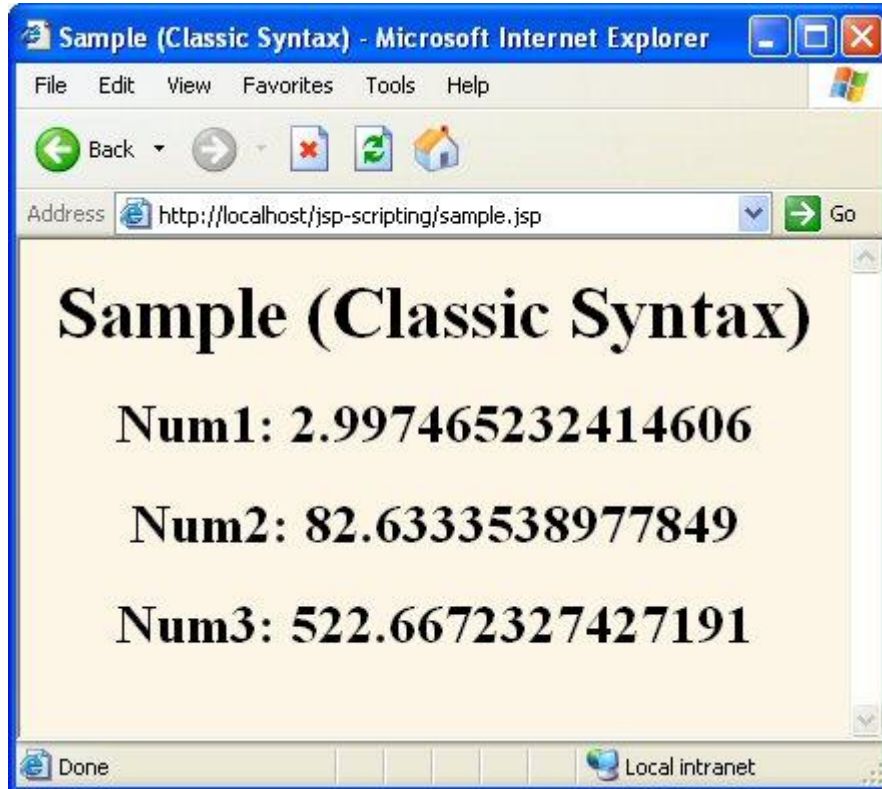 Sample (Classic Syntax) - Microsoft Internet Explorer
File Edit View Favorites Tools Help
Back
Address http://localhost/jsp-scripting/sample.jsp Go
Sample (Classic Syntax)
Num1: 2.997465232414606
Num2: 82.6333538977849
Num3: 522.6672327427191
Done Local intranet